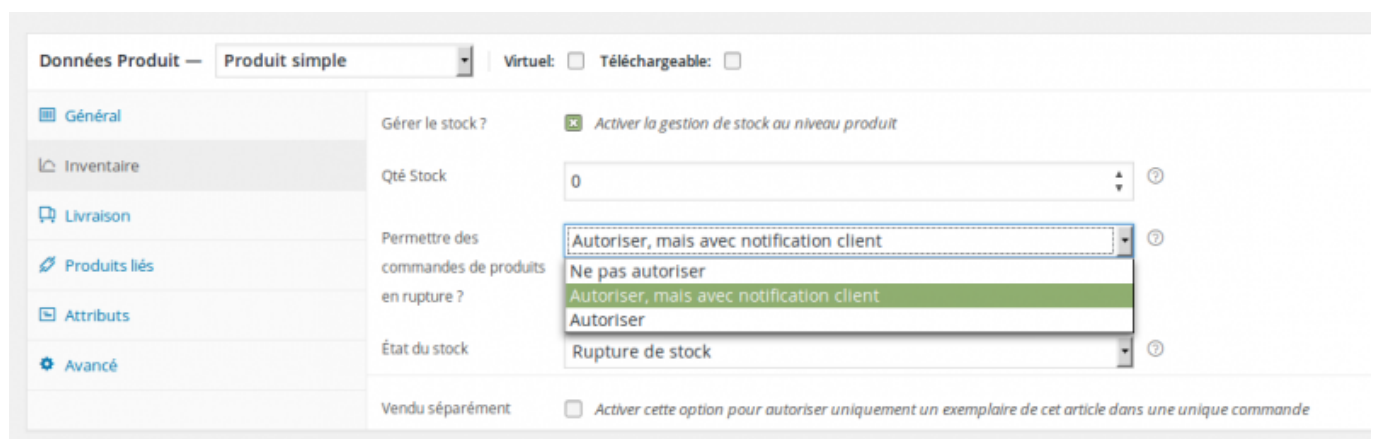 Données Produit — Produit simple Virtuel: Téléchargeable:
Général
Inventaire
Livraison
Produits liés
Attributs
Avancé
Gérer le stock ? Activer la gestion de stock au niveau produit
Qté Stock 0
Permettre des
commandes de produits
en rupture ?
Autoriser, mais avec notification client
Ne pas autoriser
Autoriser, mais avec notification client
Autoriser
État du stock Rupture de stock
Vendu séparément Activer cette option pour autoriser uniquement un exemplaire de cet article dans une unique commande